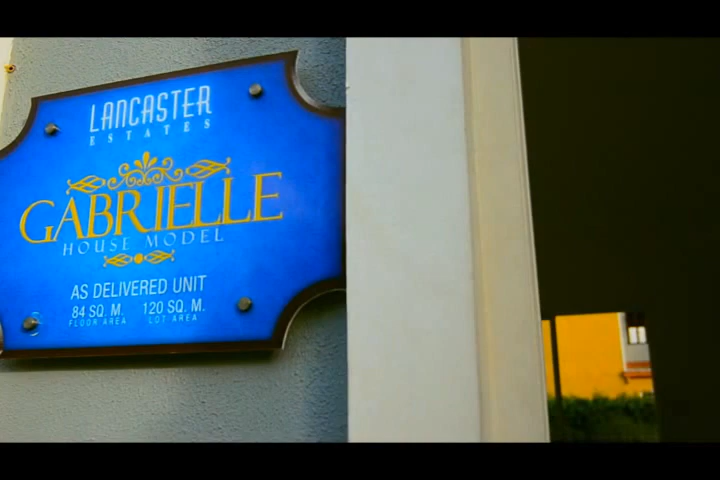 LANCASTER
ESTATES
GABRIELLE
HOUSE MODEL
AS DELIVERED UNIT
84 SQ. M. 120 SQ. M.
FLOOR AREA LOT AREA